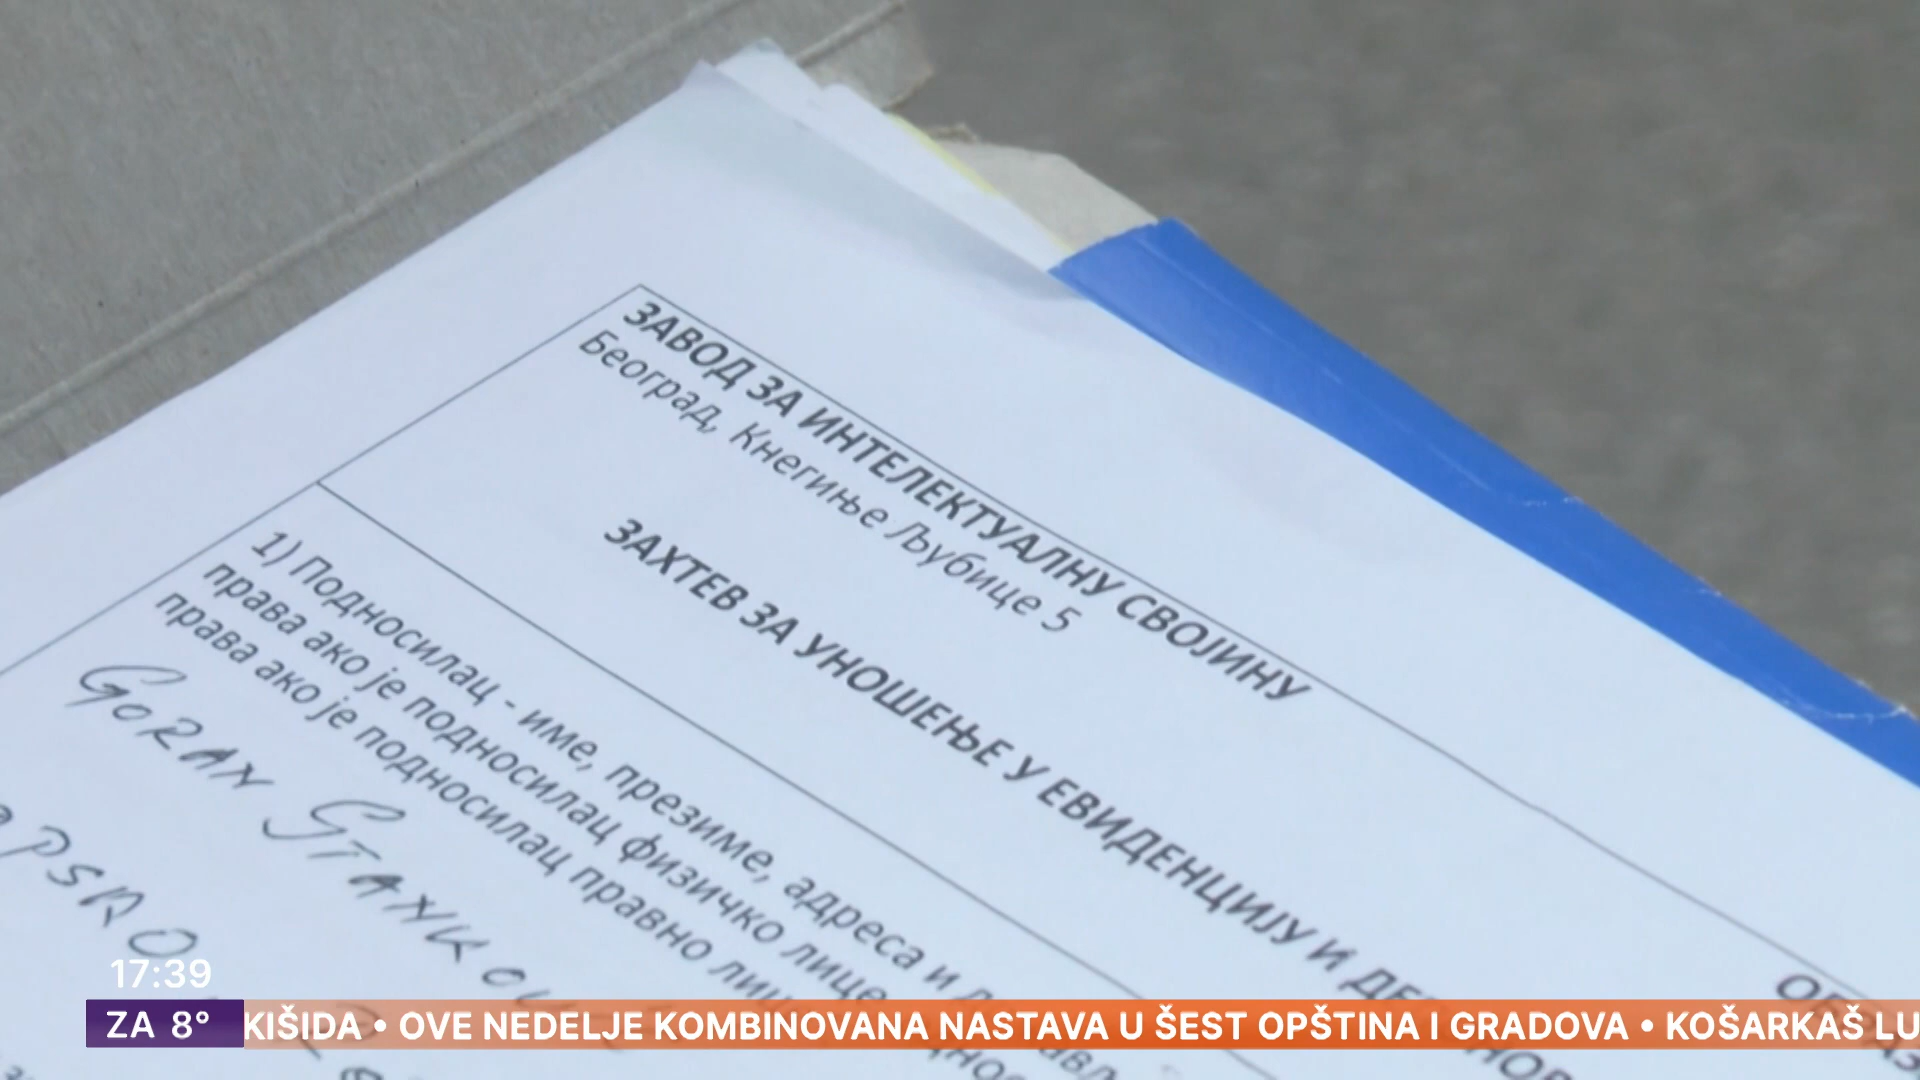 ЗАВОД ЗА ИНТЕЛЕКТУАЛНУ СВОЈИНУ
Београд, Кнегиње Љубице 5
ЗАХТЕВ ЗА УНОШЕЊЕ У ЕВИДЕНЦИЈУ И
1) Подносилац - име, презиме, адреса и
права ако је подносилац физичко лице
права ако је подносилац правно
GORAN STANKOV
17:39
ZA 8° KIŠIDA • OVE NEDELJE KOMBINOVANA NASTAVA U ŠEST OPŠTINA I GRADOVA • KOŠARKAŠ LU